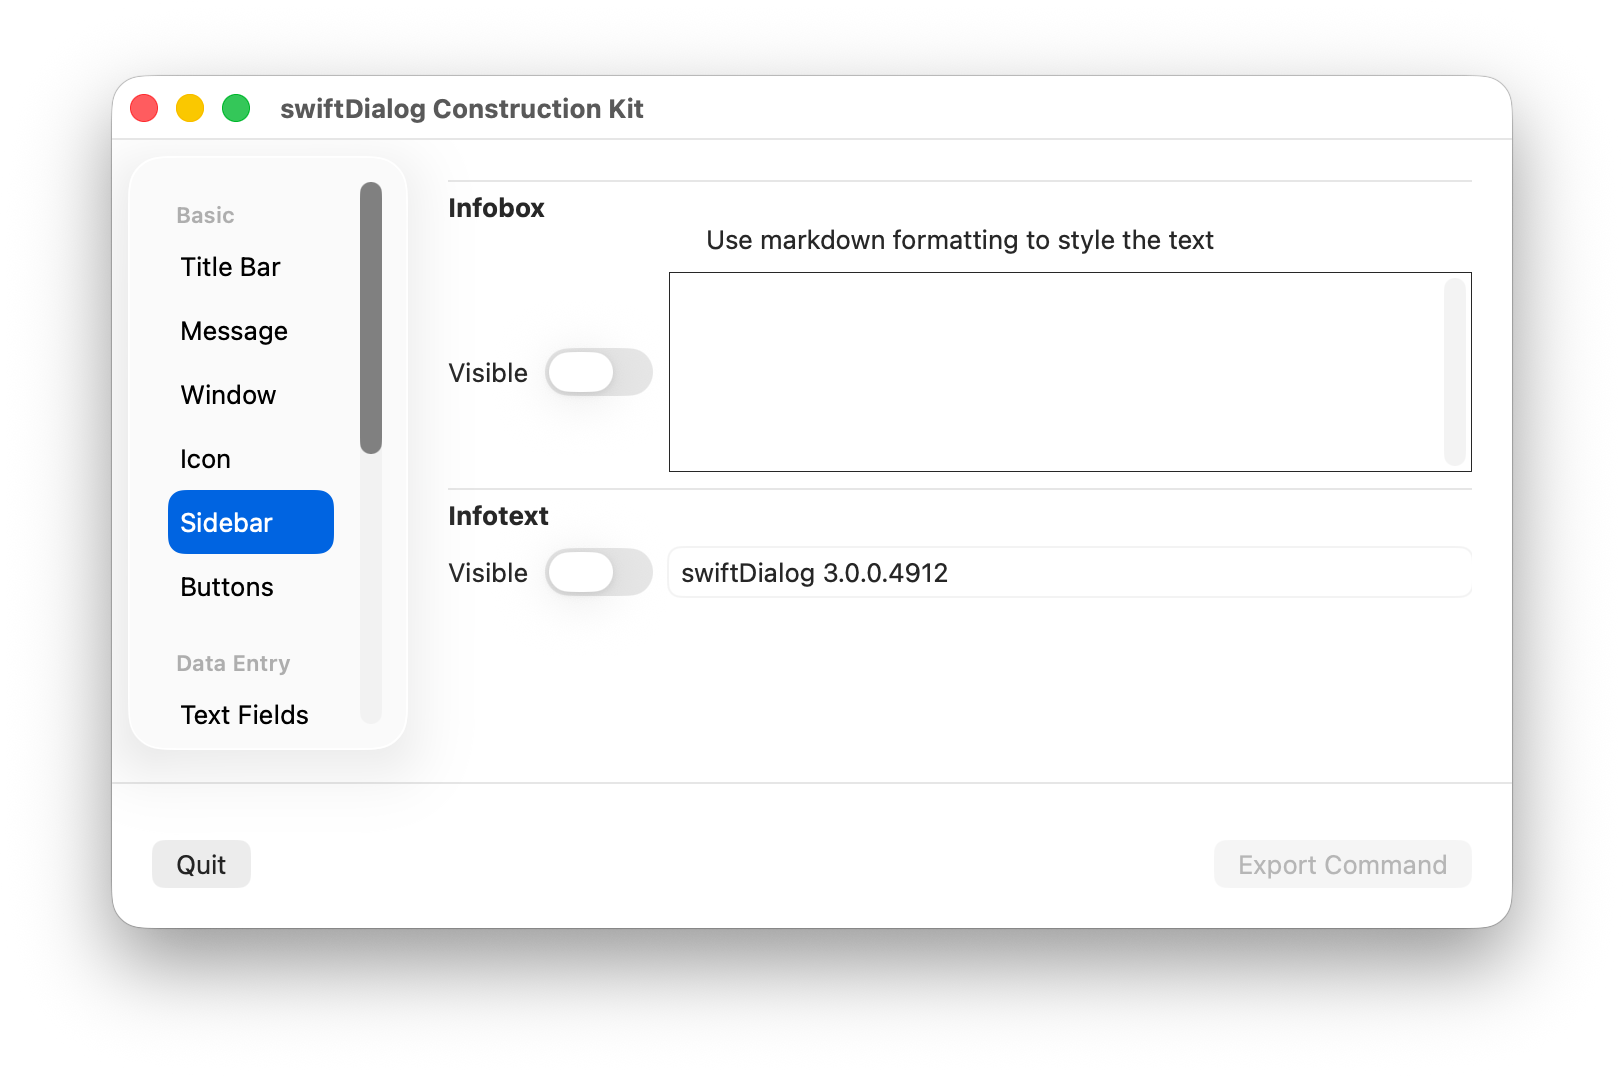 swiftDialog Construction Kit
Basic
Title Bar
Message
Window
Icon
Sidebar
Buttons
Data Entry
Text Fields
Infobox
Use markdown formatting to style the text
Visible
Infotext
Visible
swiftDialog 3.0.0.4912
Quit
Export Command